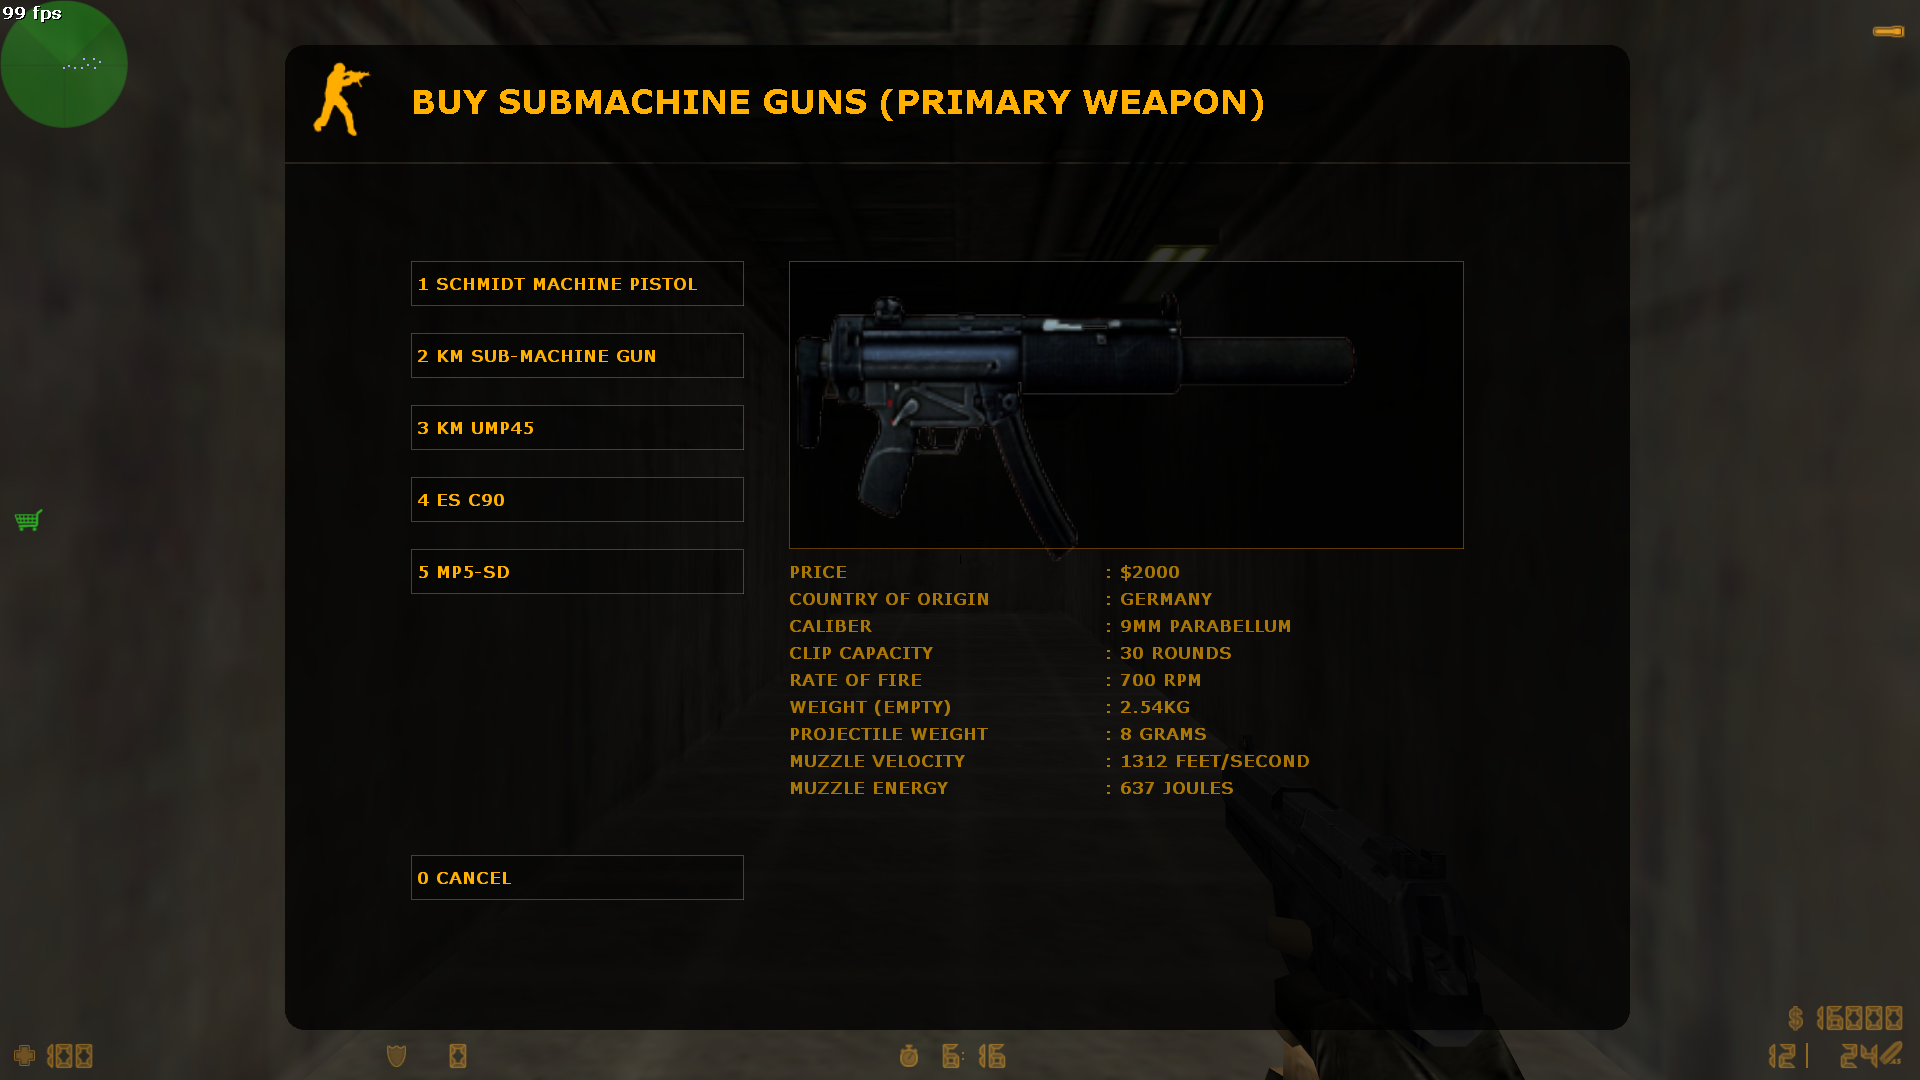 99 fps
BUY SUBMACHINE GUNS (PRIMARY WEAPON)
1 SCHMIDT MACHINE PISTOL
2 KM SUB-MACHINE GUN
3 KM UMP45
4 ES C90
5 MP5-SD
PRICE : $2000
COUNTRY OF ORIGIN : GERMANY
CALIBER : 9MM PARABELLUM
CLIP CAPACITY : 30 ROUNDS
RATE OF FIRE : 700 RPM
WEIGHT (EMPTY) : 2.54KG
PROJECTILE WEIGHT : 8 GRAMS
MUZZLE VELOCITY : 1312 FEET/SECOND
MUZZLE ENERGY : 637 JOULES
0 CANCEL
$ 16000
100 0 6:16 12| 24